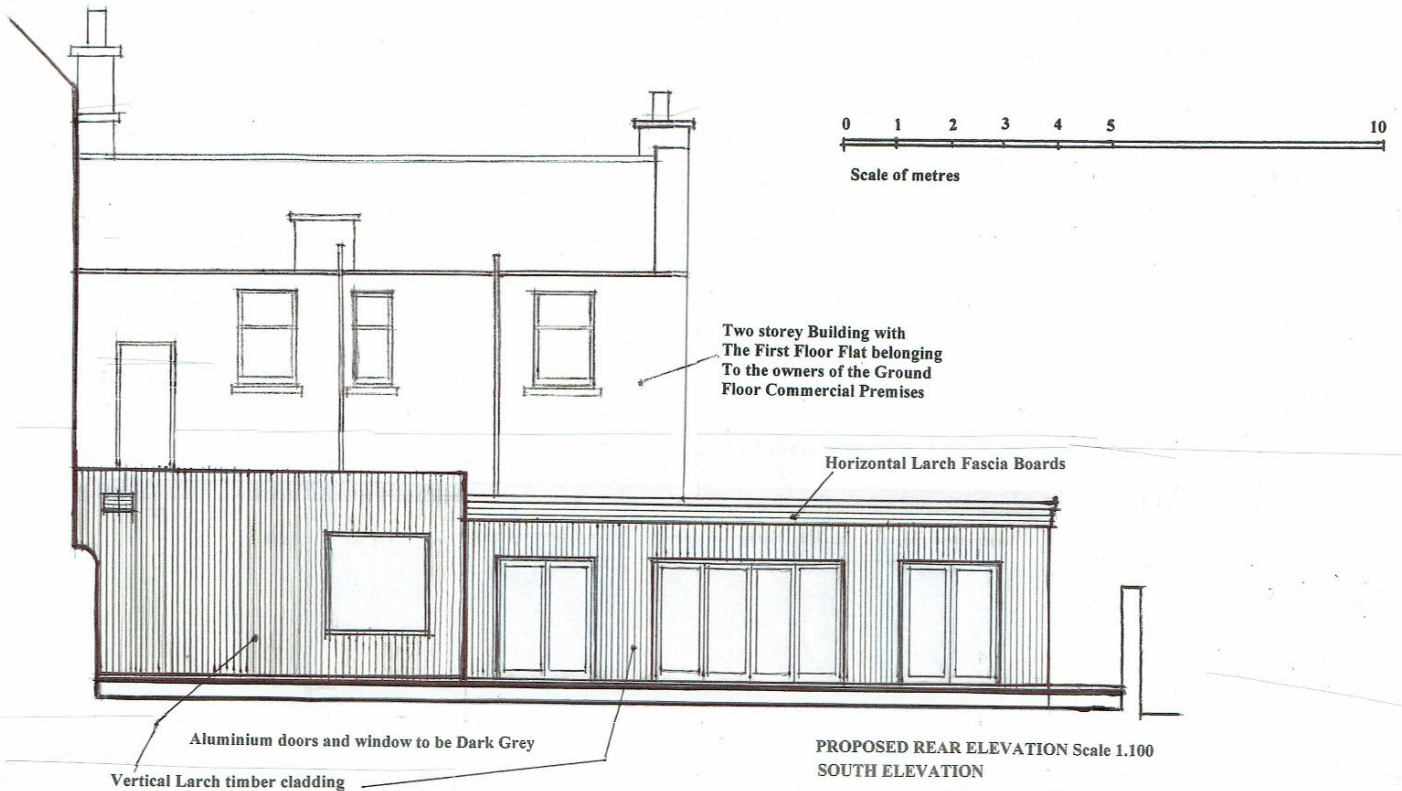 0 1 2 3 4 5 10
Scale of metres
Two storey Building with
The First Floor Flat belonging
To the owners of the Ground
Floor Commercial Premises
Horizontal Larch Fascia Boards
Aluminium doors and window to be Dark Grey
Vertical Larch timber cladding
PROPOSED REAR ELEVATION Scale 1.100
SOUTH ELEVATION